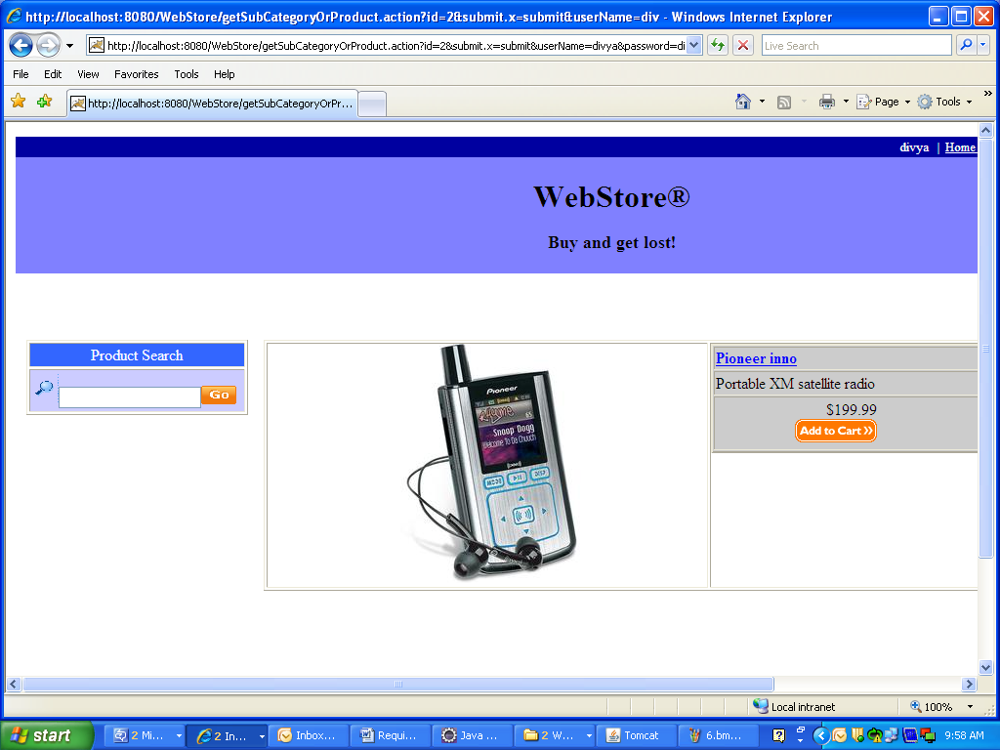 http://localhost:8080/WebStore/getSubCategoryOrProduct.action?id=2&submit.x=submit&userName=div - Windows Internet Explorer
http://localhost:8080/WebStore/getSubCategoryOrProduct.action?id=2&submit.x=submit&userName=divya&password=di
Live Search
File Edit View Favorites Tools Help
http://localhost:8080/WebStore/getSubCategoryOrPr...
Page Tools
divya | Home
WebStore®
Buy and get lost!
Product Search
Go
Pioneer
Snoop Dogg
Welcome To Da Chuuch
MODE
DISP
Pioneer inno
Portable XM satellite radio
$199.99
Add to Cart
Local intranet
100%
start
2 Mi...
2 In...
Inbox...
Requi...
Java ...
2 W...
Tomcat
6.bm...
9:58 AM